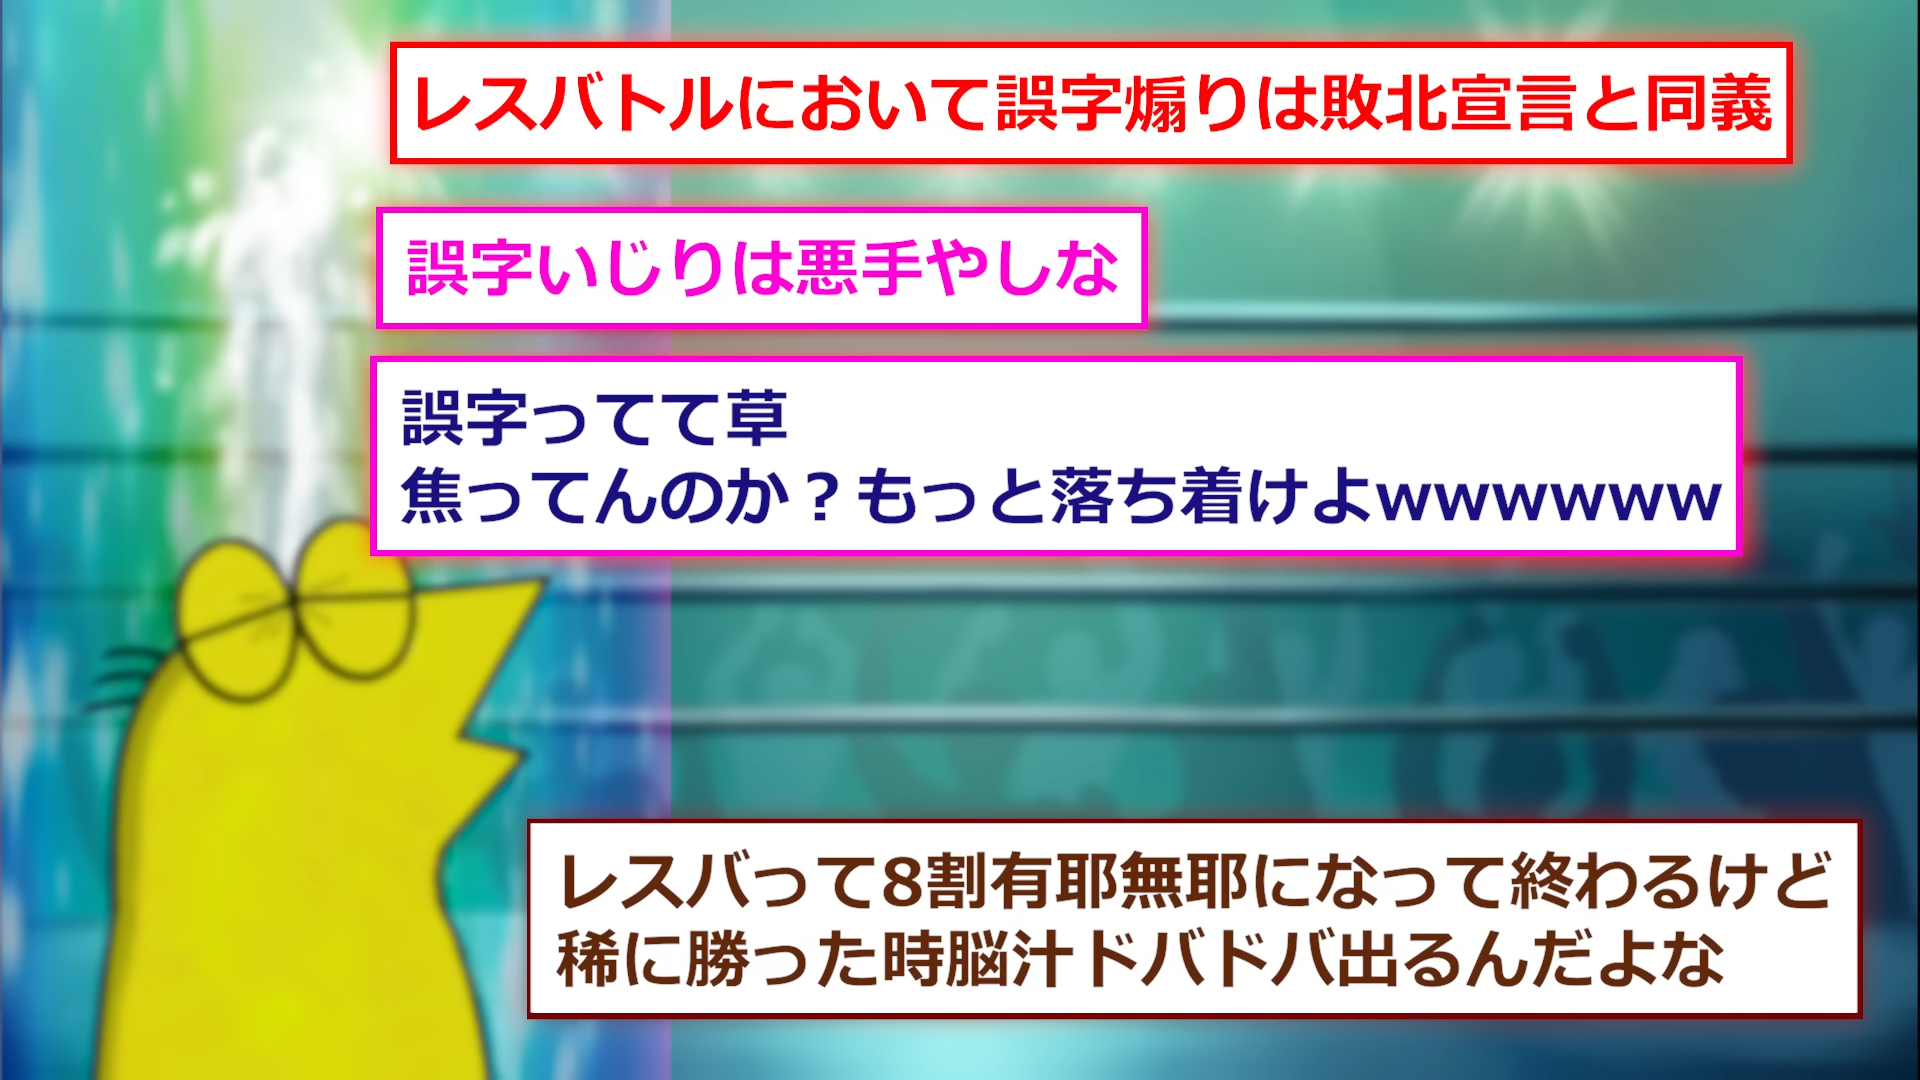 レスバトルにおいて誤字煽りは敗北宣言と同義
誤字いじりは悪手やしな
誤字ってて草
焦ってんのか？もっと落ち着けよwwwwwww
レスバって8割有耶無耶になって終わるけど
稀に勝った時脳汁ドバドバ出るんだよな